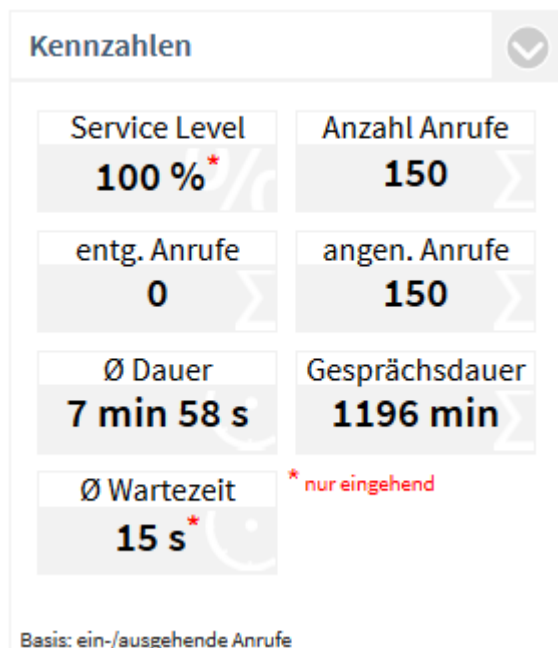 Kennzahlen
Service Level
100 %*
Anzahl Anrufe
150
entg. Anrufe
0
angen. Anrufe
150
Ø Dauer
7 min 58 s
Gesprächsdauer
1196 min
Ø Wartezeit
15 s*
* nur eingehend
Basis: ein-/ausgehende Anrufe